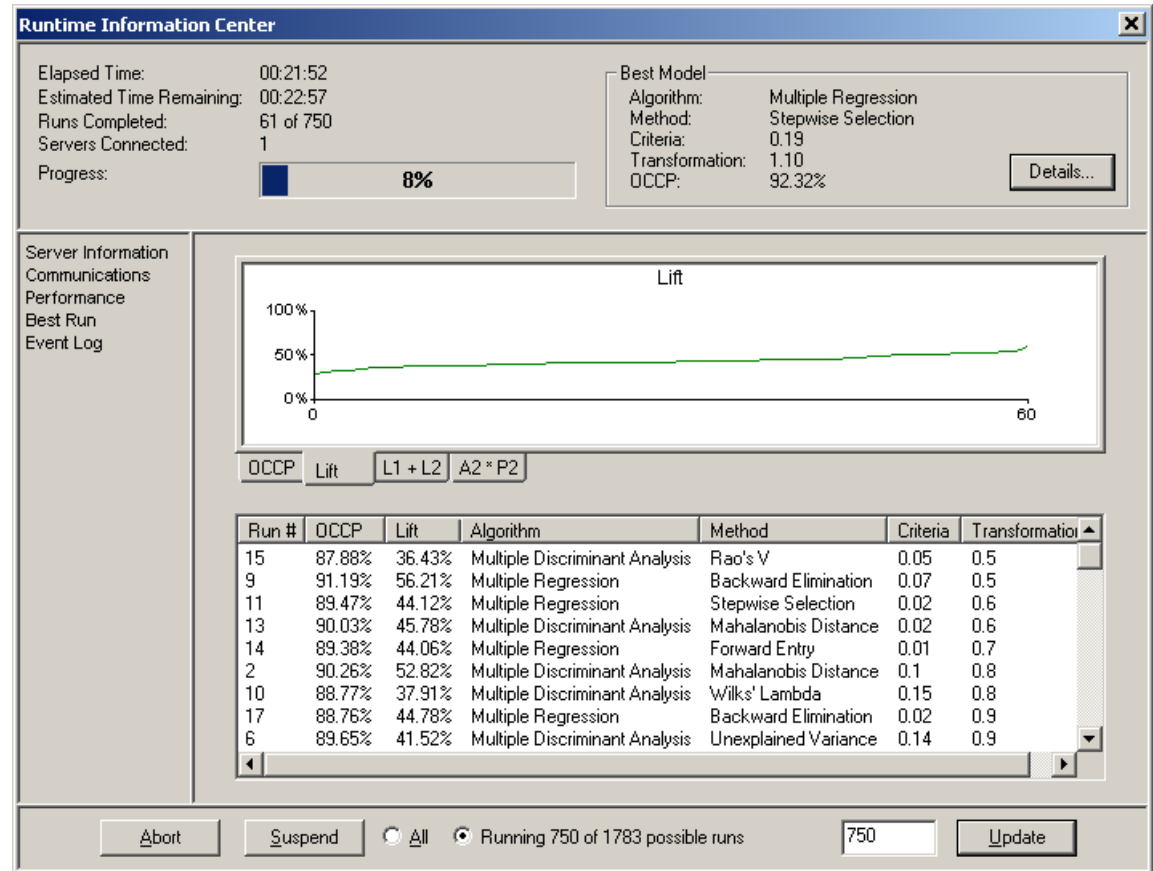 Runtime Information Center
Elapsed Time: 00:21:52
Estimated Time Remaining: 00:22:57
Runs Completed: 61 of 750
Servers Connected: 1
Progress: 8%
Best Model
Algorithm: Multiple Regression
Method: Stepwise Selection
Criteria: 0.19
Transformation: 1.10
OCCP: 92.32%
Details...
Server Information
Communications
Performance
Best Run
Event Log
Lift
100%
50%
0%
0 60
OCCP Lift L1 + L2 A2 * P2
Run # OCCP Lift Algorithm Method Criteria Transformation
15 87.88% 36.43% Multiple Discriminant Analysis Rao's V 0.05 0.5
9 91.19% 56.21% Multiple Regression Backward Elimination 0.07 0.5
11 89.47% 44.12% Multiple Regression Stepwise Selection 0.02 0.6
13 90.03% 45.78% Multiple Discriminant Analysis Mahalanobis Distance 0.02 0.6
14 89.38% 44.06% Multiple Regression Forward Entry 0.01 0.7
2 90.26% 52.82% Multiple Discriminant Analysis Mahalanobis Distance 0.1 0.8
10 88.77% 37.91% Multiple Discriminant Analysis Wilks' Lambda 0.15 0.8
17 88.76% 44.78% Multiple Regression Backward Elimination 0.02 0.9
6 89.65% 41.52% Multiple Discriminant Analysis Unexplained Variance 0.14 0.9
Abort Suspend All Running 750 of 1783 possible runs 750 Update